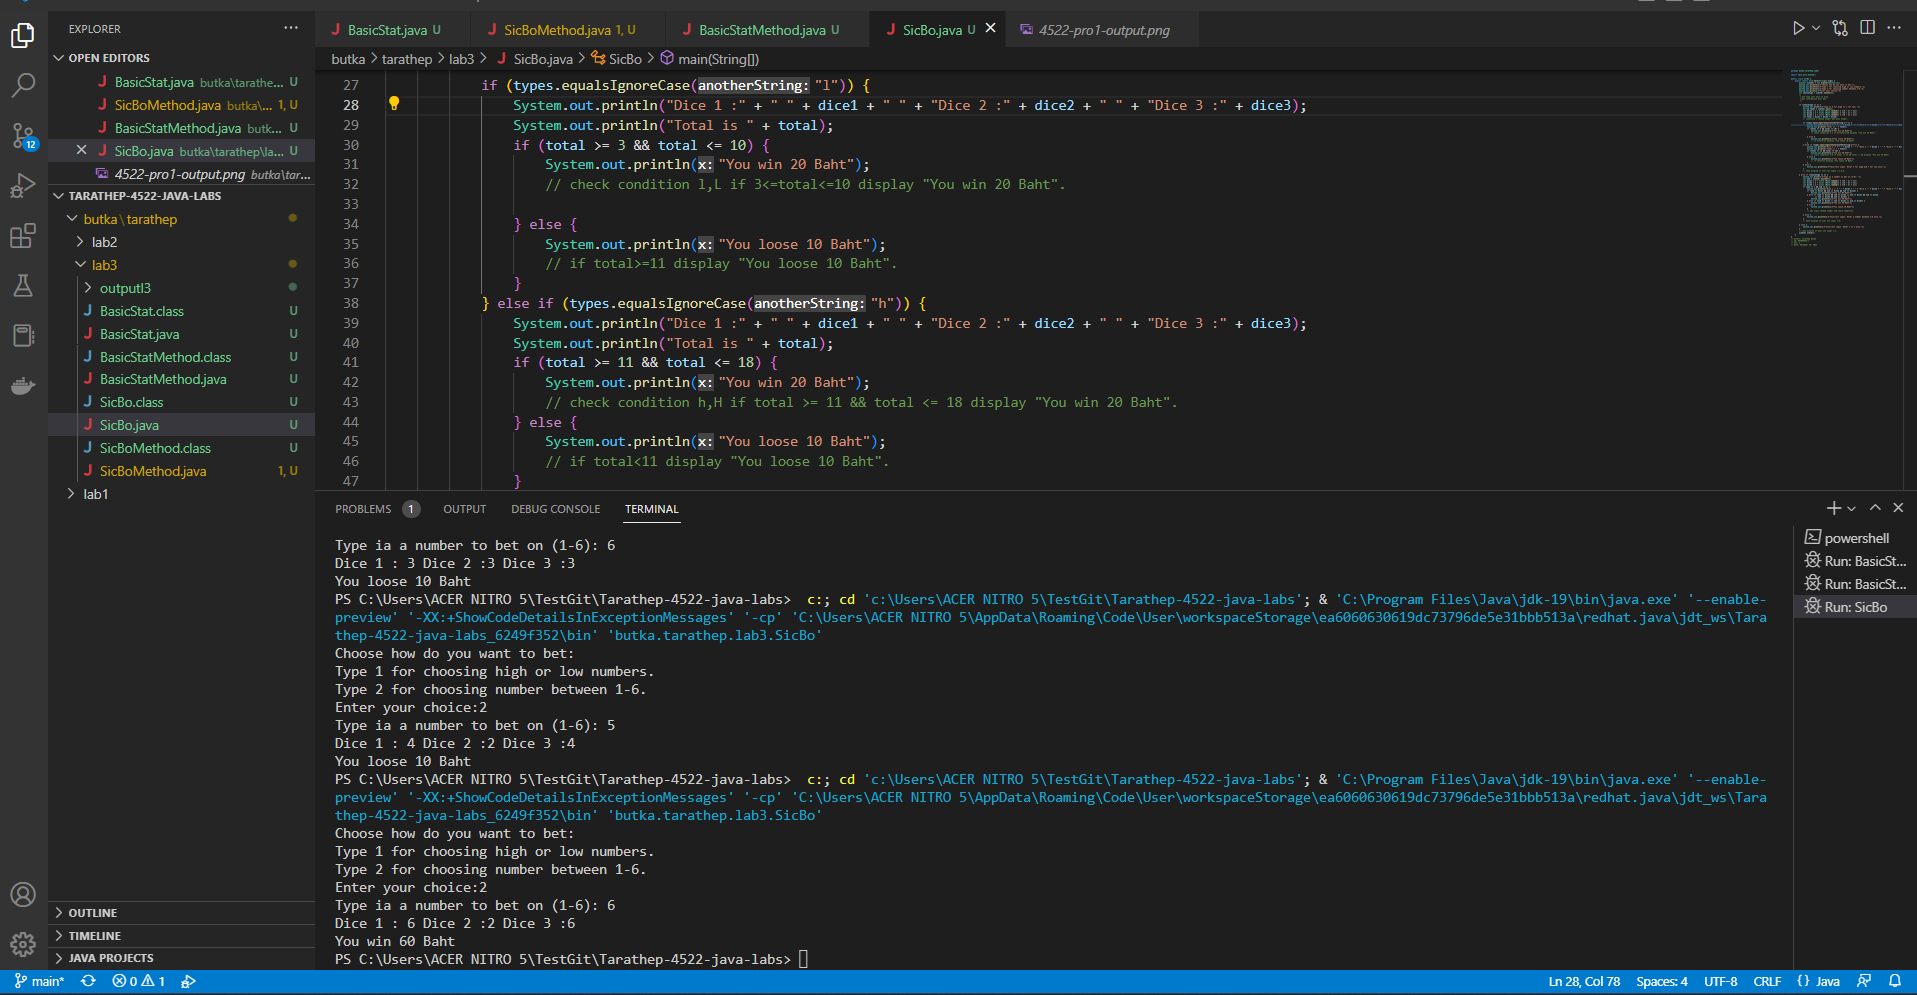 EXPLORER
OPEN EDITORS
BasicStat.java butka\tarathe... U
SicBoMethod.java butka\... 1, U
BasicStatMethod.java butk... U
SicBo.java butka\tarathep\la... U
4522-pro1-output.png butka\tar...
TARATHEP-4522-JAVA-LABS
butka\tarathep
lab2
lab3
outputl3
BasicStat.class U
BasicStat.java U
BasicStatMethod.class U
BasicStatMethod.java U
SicBo.class U
SicBo.java U
SicBoMethod.class U
SicBoMethod.java 1, U
lab1
OUTLINE
TIMELINE
JAVA PROJECTS
12
BasicStat.java U
SicBoMethod.java 1, U
BasicStatMethod.java U
SicBo.java U
4522-pro1-output.png
butka > tarathep > lab3 > SicBo.java > SicBo > main(String[])
27 if (types.equalsIgnoreCase(anotherString: "l")) {
28 System.out.println("Dice 1 :" + " " + dice1 + " " + "Dice 2 :" + dice2 + " " + "Dice 3 :" + dice3);
29 System.out.println("Total is " + total);
30 if (total >= 3 && total <= 10) {
31 System.out.println(x: "You win 20 Baht");
32 // check condition l,L if 3<=total<=10 display "You win 20 Baht".
33
34 } else {
35 System.out.println(x: "You loose 10 Baht");
36 // if total>=11 display "You loose 10 Baht".
37 }
38 } else if (types.equalsIgnoreCase(anotherString: "h")) {
39 System.out.println("Dice 1 :" + " " + dice1 + " " + "Dice 2 :" + dice2 + " " + "Dice 3 :" + dice3);
40 System.out.println("Total is " + total);
41 if (total >= 11 && total <= 18) {
42 System.out.println(x: "You win 20 Baht");
43 // check condition h,H if total >= 11 && total <= 18 display "You win 20 Baht".
44 } else {
45 System.out.println(x: "You loose 10 Baht");
46 // if total<11 display "You loose 10 Baht".
47 }
PROBLEMS 1 OUTPUT DEBUG CONSOLE TERMINAL
Type ia a number to bet on (1-6): 6
Dice 1 : 3 Dice 2 :3 Dice 3 :3
You loose 10 Baht
PS C:\Users\ACER NITRO 5\TestGit\Tarathep-4522-java-labs> c:; cd 'c:\Users\ACER NITRO 5\TestGit\Tarathep-4522-java-labs'; & 'C:\Program Files\Java\jdk-19\bin\java.exe' '--enable-
preview' '-XX:+ShowCodeDetailsInExceptionMessages' '-cp' 'C:\Users\ACER NITRO 5\AppData\Roaming\Code\User\workspaceStorage\ea6060630619dc73796de5e31bbb513a\redhat.java\jdt_ws\Tara
thep-4522-java-labs_6249f352\bin' 'butka.tarathep.lab3.SicBo'
Choose how do you want to bet:
Type 1 for choosing high or low numbers.
Type 2 for choosing number between 1-6.
Enter your choice:2
Type ia a number to bet on (1-6): 5
Dice 1 : 4 Dice 2 :2 Dice 3 :4
You loose 10 Baht
PS C:\Users\ACER NITRO 5\TestGit\Tarathep-4522-java-labs> c:; cd 'c:\Users\ACER NITRO 5\TestGit\Tarathep-4522-java-labs'; & 'C:\Program Files\Java\jdk-19\bin\java.exe' '--enable-
preview' '-XX:+ShowCodeDetailsInExceptionMessages' '-cp' 'C:\Users\ACER NITRO 5\AppData\Roaming\Code\User\workspaceStorage\ea6060630619dc73796de5e31bbb513a\redhat.java\jdt_ws\Tara
thep-4522-java-labs_6249f352\bin' 'butka.tarathep.lab3.SicBo'
Choose how do you want to bet:
Type 1 for choosing high or low numbers.
Type 2 for choosing number between 1-6.
Enter your choice:2
Type ia a number to bet on (1-6): 6
Dice 1 : 6 Dice 2 :2 Dice 3 :6
You win 60 Baht
PS C:\Users\ACER NITRO 5\TestGit\Tarathep-4522-java-labs>
powershell
Run: BasicSt...
Run: BasicSt...
Run: SicBo
main* 0 1 Ln 28, Col 78 Spaces: 4 UTF-8 CRLF {} Java